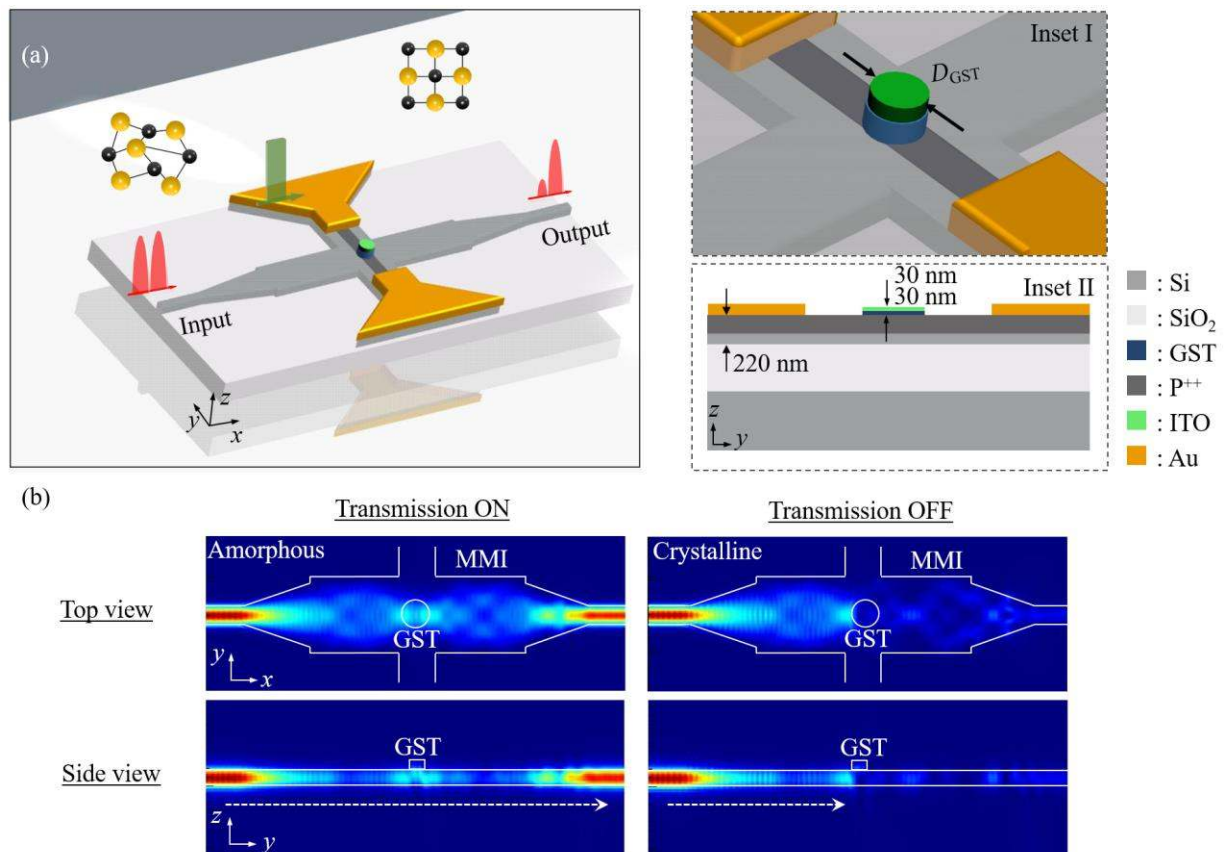 (a)
Input
Output
z
y
x
Inset I
D_GST
30 nm
30 nm
Inset II
220 nm
z
y
: Si
: SiO₂
: GST
: P⁺⁺
: ITO
: Au
(b)
Transmission ON
Transmission OFF
Amorphous
MMI
Crystalline
MMI
Top view
GST
GST
y
x
Side view
GST
GST
z
y